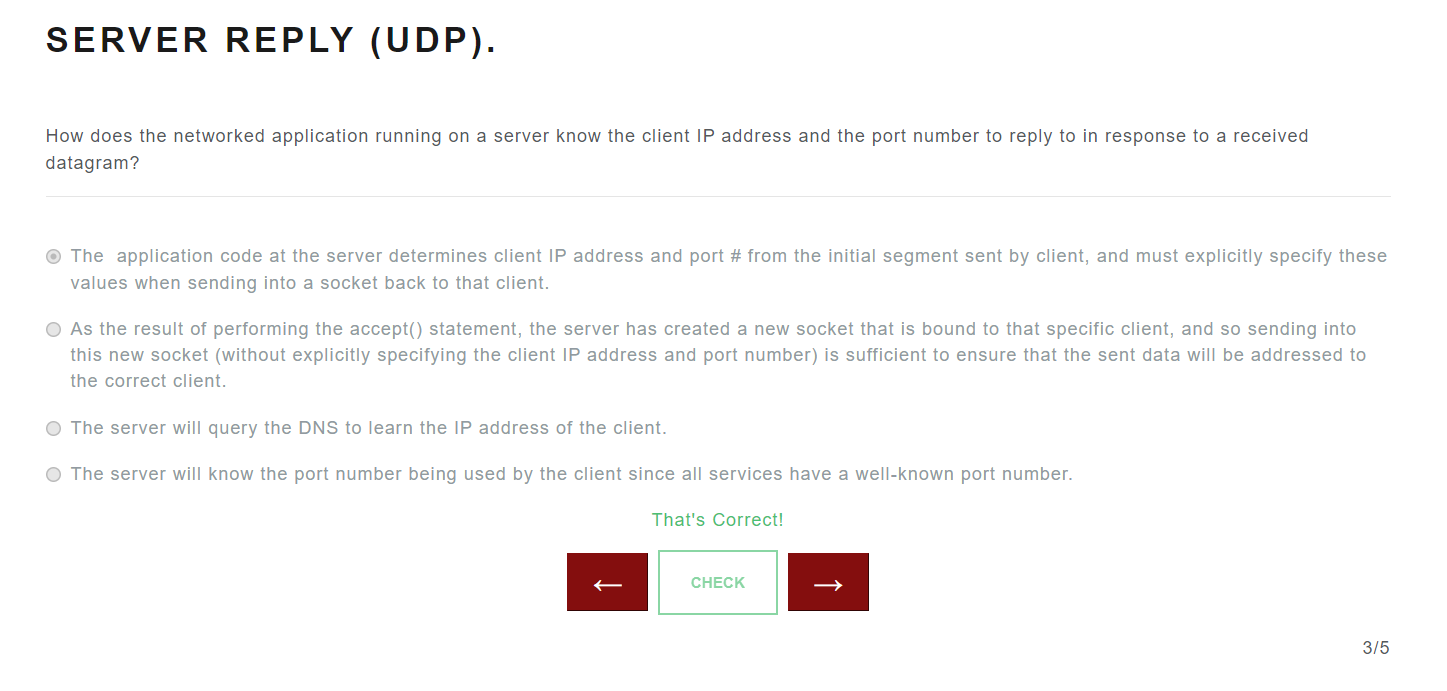 SERVER REPLY (UDP).
How does the networked application running on a server know the client IP address and the port number to reply to in response to a received
datagram?
The  application code at the server determines client IP address and port # from the initial segment sent by client, and must explicitly specify these
values when sending into a socket back to that client.
As the result of performing the accept() statement, the server has created a new socket that is bound to that specific client, and so sending into
this new socket (without explicitly specifying the client IP address and port number) is sufficient to ensure that the sent data will be addressed to
the correct client.
The server will query the DNS to learn the IP address of the client.
The server will know the port number being used by the client since all services have a well-known port number.
That's Correct!
← CHECK →
3/5